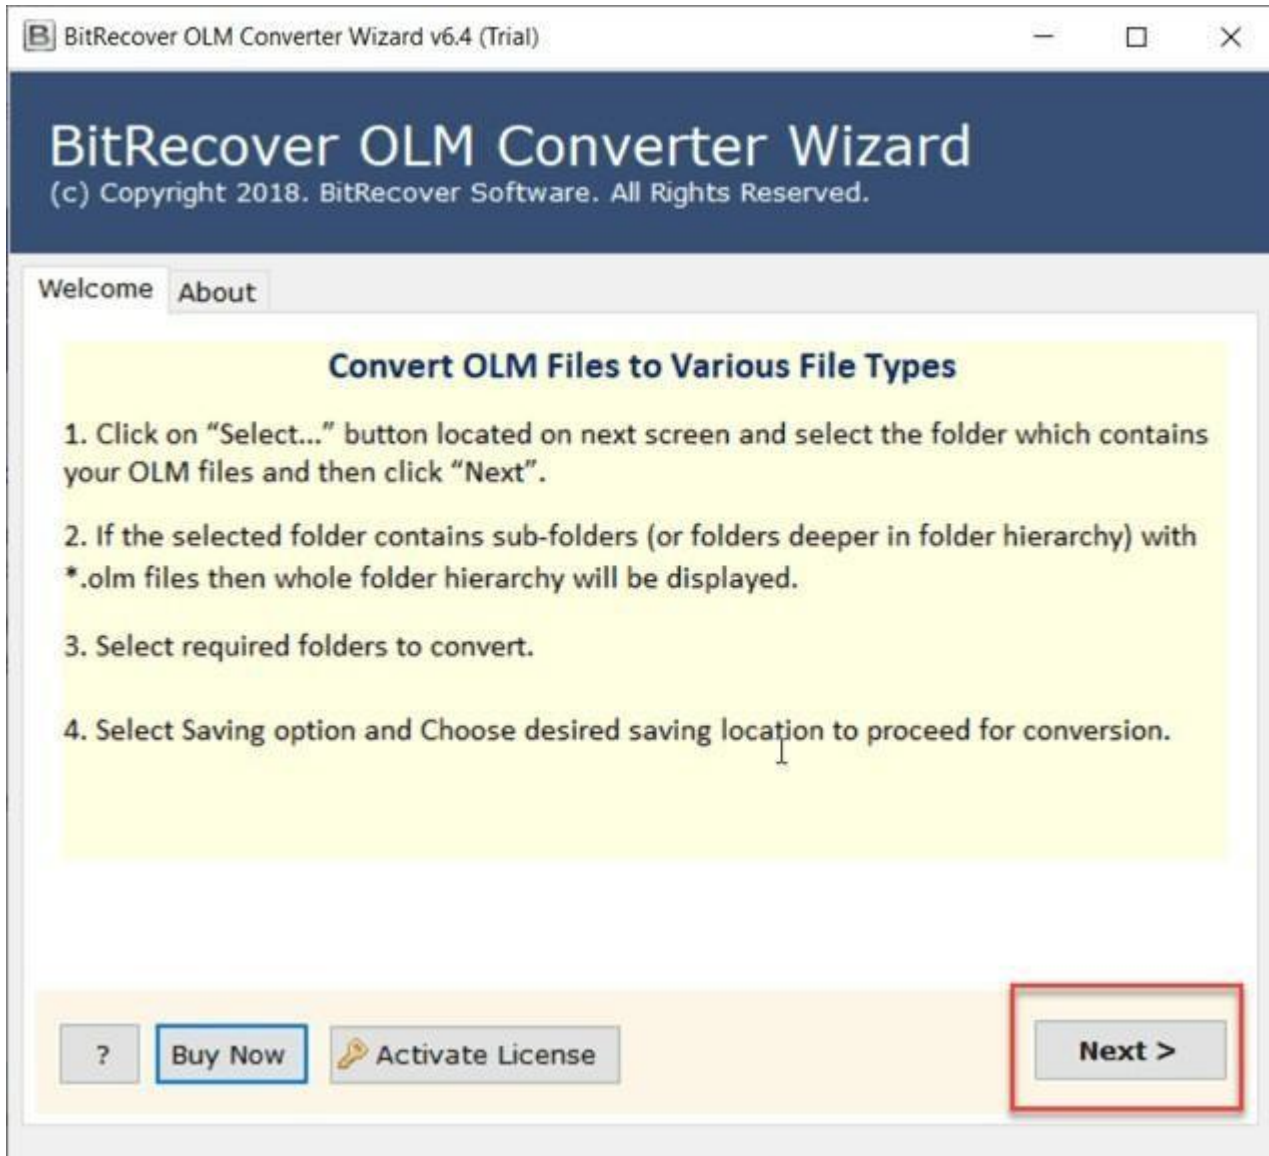 BitRecover OLM Converter Wizard v6.4 (Trial)
BitRecover OLM Converter Wizard
(c) Copyright 2018. BitRecover Software. All Rights Reserved.
Welcome
About
Convert OLM Files to Various File Types
1. Click on “Select...” button located on next screen and select the folder which contains
your OLM files and then click “Next”.
2. If the selected folder contains sub-folders (or folders deeper in folder hierarchy) with
*.olm files then whole folder hierarchy will be displayed.
3. Select required folders to convert.
4. Select Saving option and Choose desired saving location to proceed for conversion.
?
Buy Now
Activate License
Next >